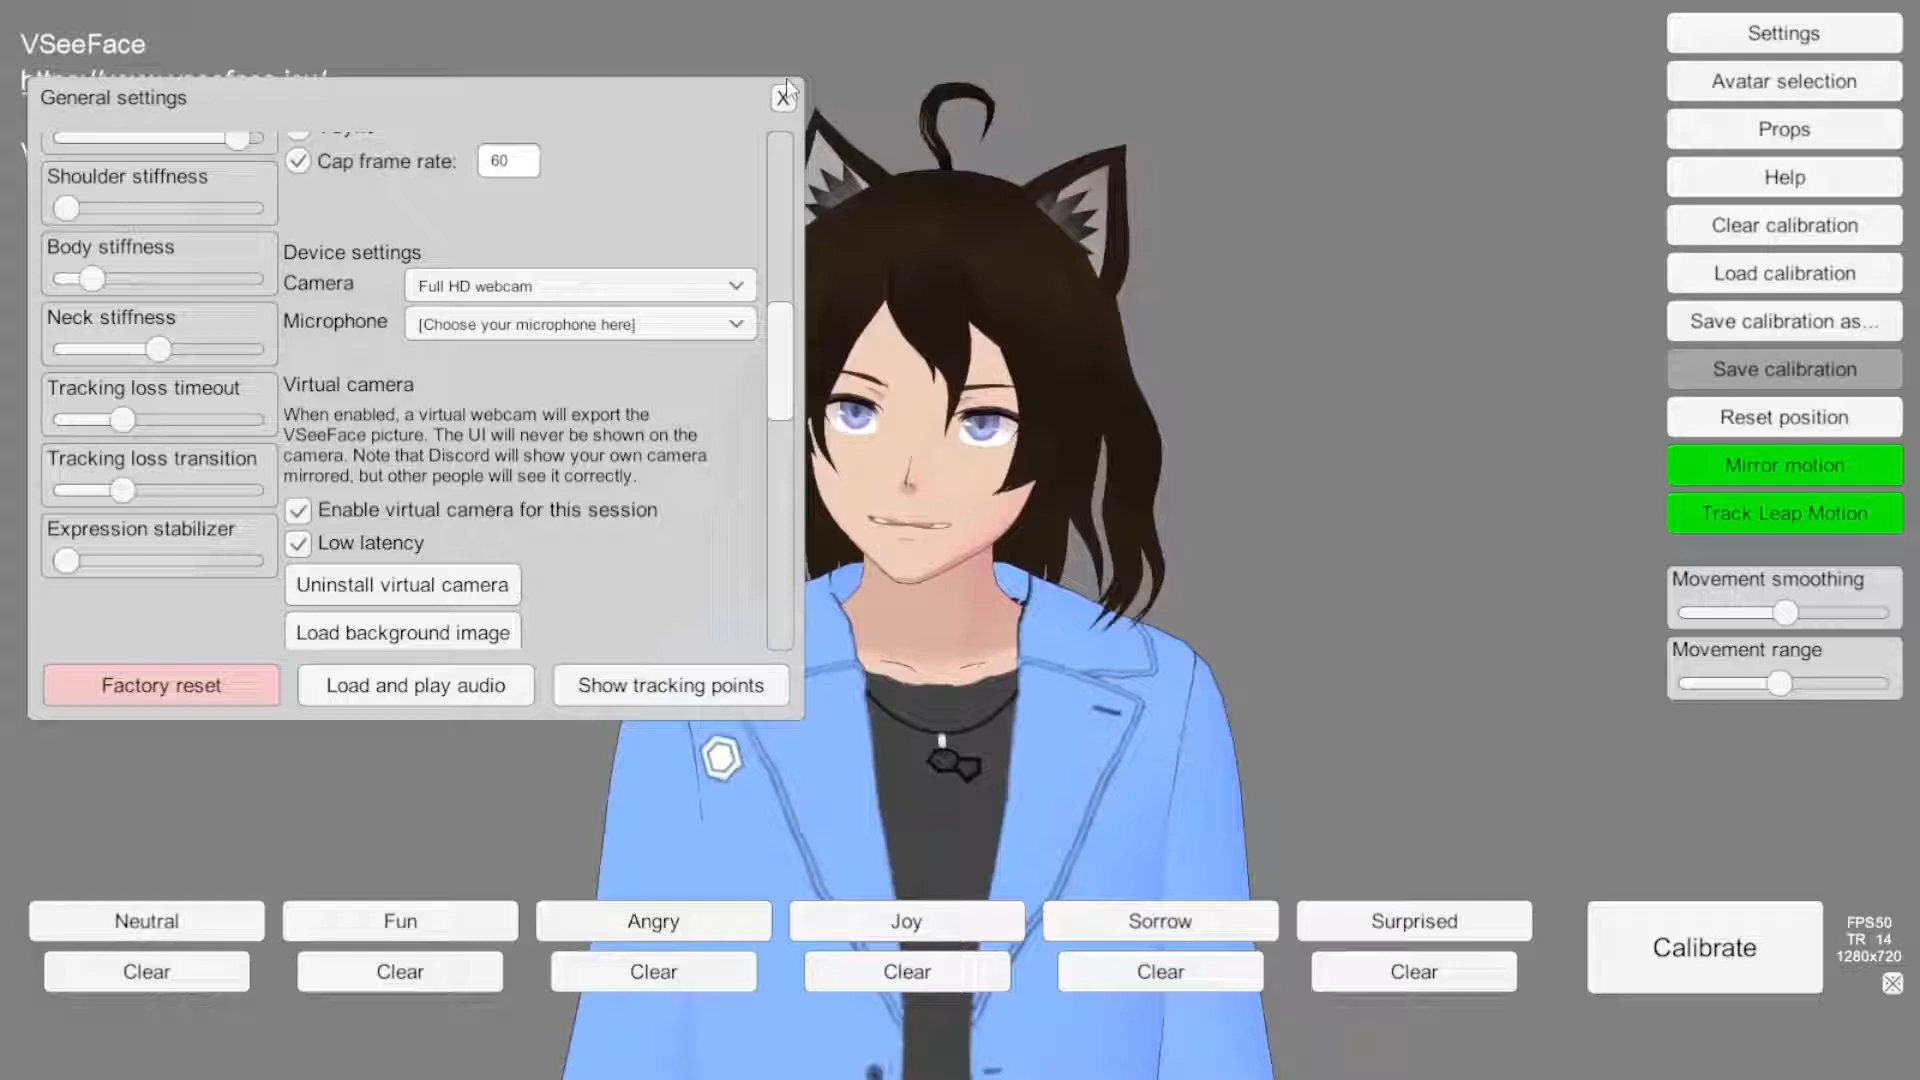 VSeeFace
General settings
X
Cap frame rate: 60
Shoulder stiffness
Body stiffness
Neck stiffness
Tracking loss timeout
Tracking loss transition
Expression stabilizer
Device settings
Camera Full HD webcam
Microphone [Choose your microphone here]
Virtual camera
When enabled, a virtual webcam will export the
VSeeFace picture. The UI will never be shown on the
camera. Note that Discord will show your own camera
mirrored, but other people will see it correctly.
Enable virtual camera for this session
Low latency
Uninstall virtual camera
Load background image
Factory reset
Load and play audio
Show tracking points
Settings
Avatar selection
Props
Help
Clear calibration
Load calibration
Save calibration as...
Save calibration
Reset position
Mirror motion
Track Leap Motion
Movement smoothing
Movement range
Neutral
Fun
Angry
Joy
Sorrow
Surprised
Clear
Clear
Clear
Clear
Clear
Clear
Calibrate
FPS50
TR 14
1280x720